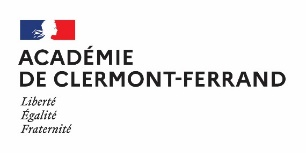 ACADÉMIE
DE CLERMONT-FERRAND
Liberté
Égalité
Fraternité